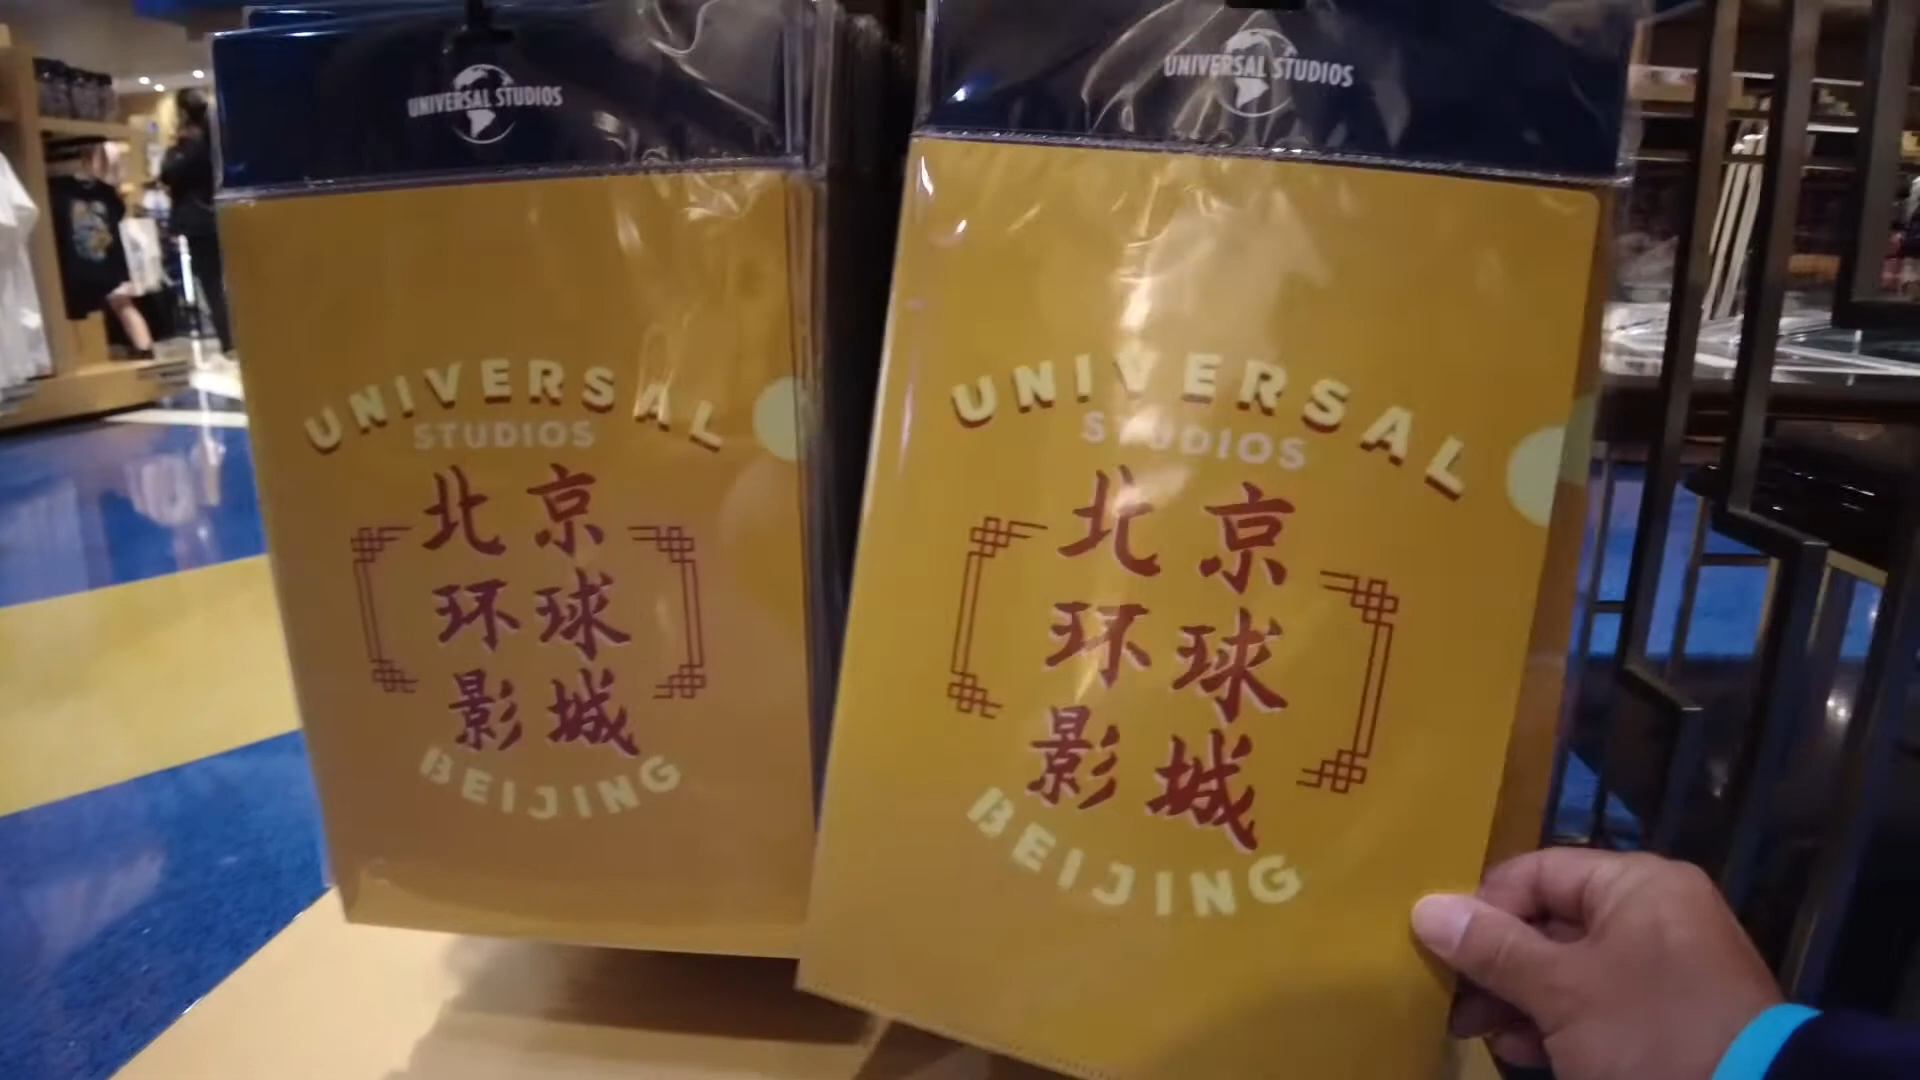 UNIVERSAL STUDIOS
UNIVERSAL
STUDIOS
北京
环球
影城
BEIJING
UNIVERSAL STUDIOS
UNIVERSAL
STUDIOS
北京
环球
影城
BEIJING